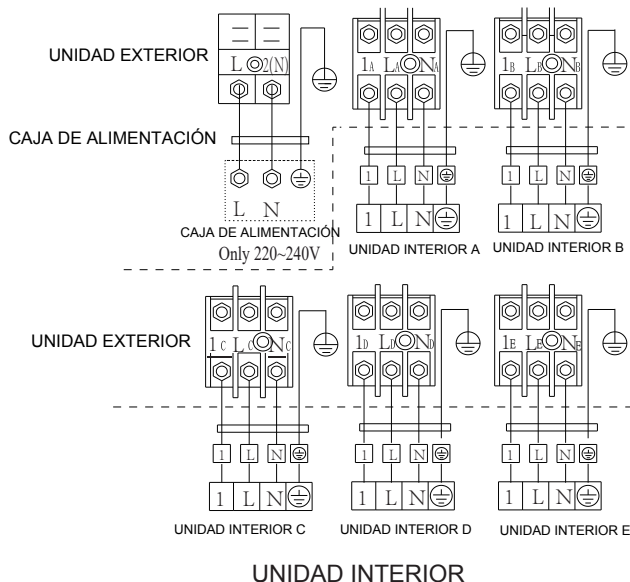 UNIDAD EXTERIOR
L 2(N)
1A LA NA
1B LB NB
CAJA DE ALIMENTACIÓN
L N
1 L N
1 L N
CAJA DE ALIMENTACIÓN
Only 220~240V
1 L N
1 L N
UNIDAD INTERIOR A
UNIDAD INTERIOR B
UNIDAD EXTERIOR
1C LC NC
1D LD ND
1E LE NE
1 L N
1 L N
1 L N
1 L N
1 L N
1 L N
UNIDAD INTERIOR C
UNIDAD INTERIOR D
UNIDAD INTERIOR E
UNIDAD INTERIOR